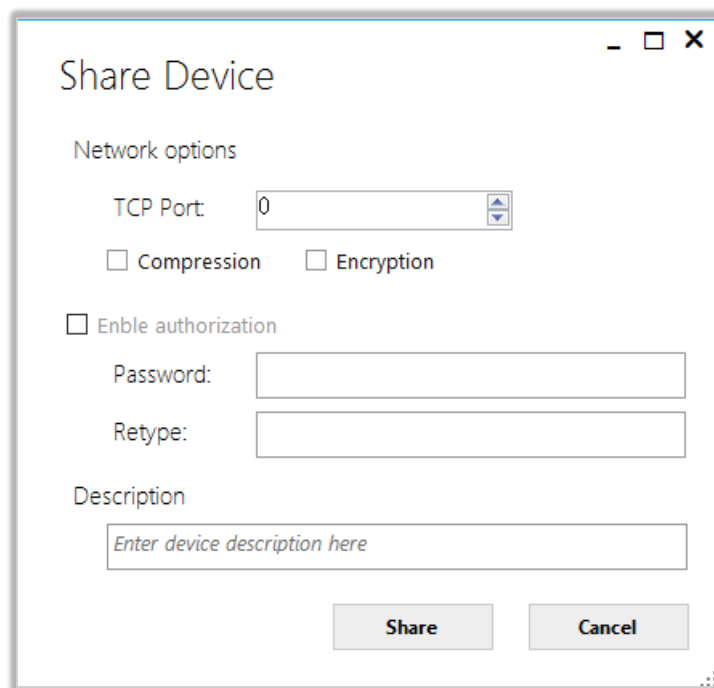 Share Device
Network options
TCP Port: 0
Compression Encryption
Enble authorization
Password:
Retype:
Description
Enter device description here
Share Cancel